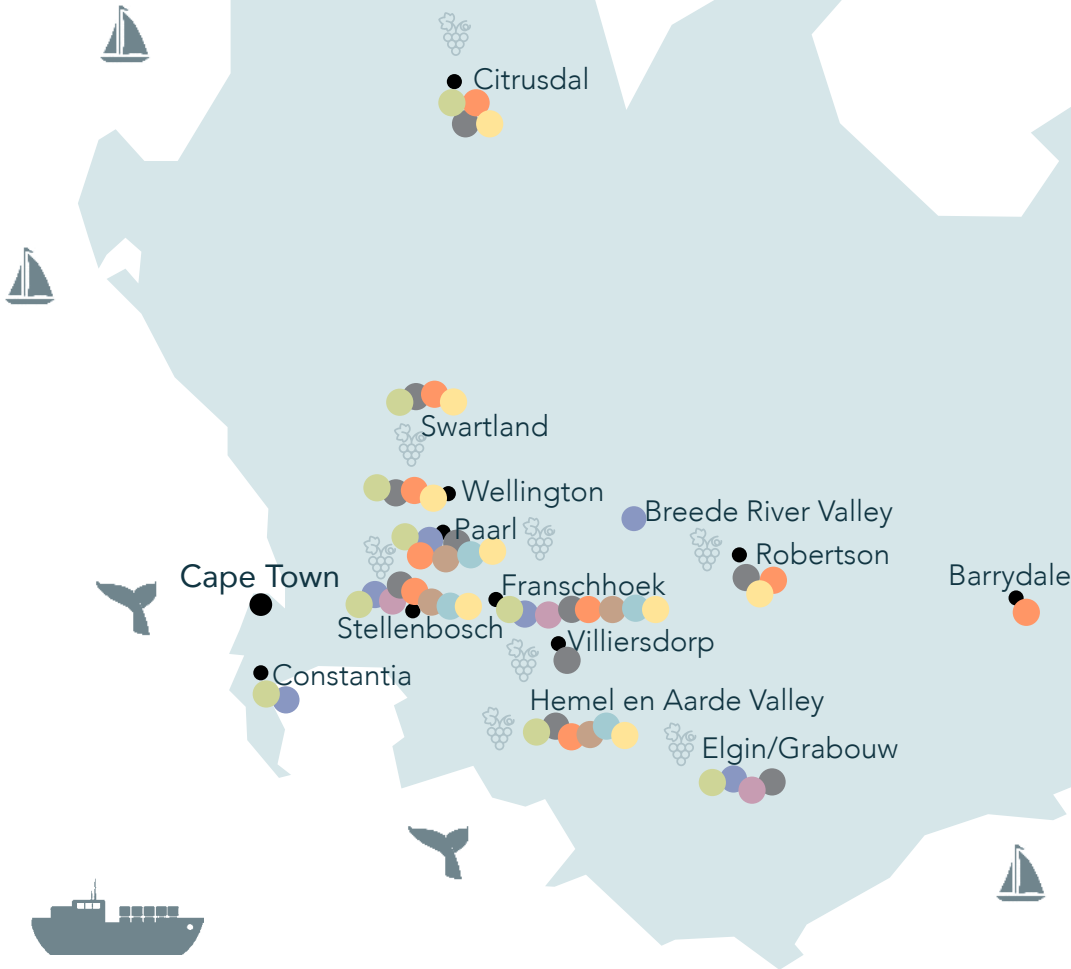 Citrusdal
Swartland
Wellington
Breede River Valley
Paarl
Robertson
Cape Town
Franschhoek
Barrydale
Stellenbosch
Villiersdorp
Constantia
Hemel en Aarde Valley
Elgin/Grabouw